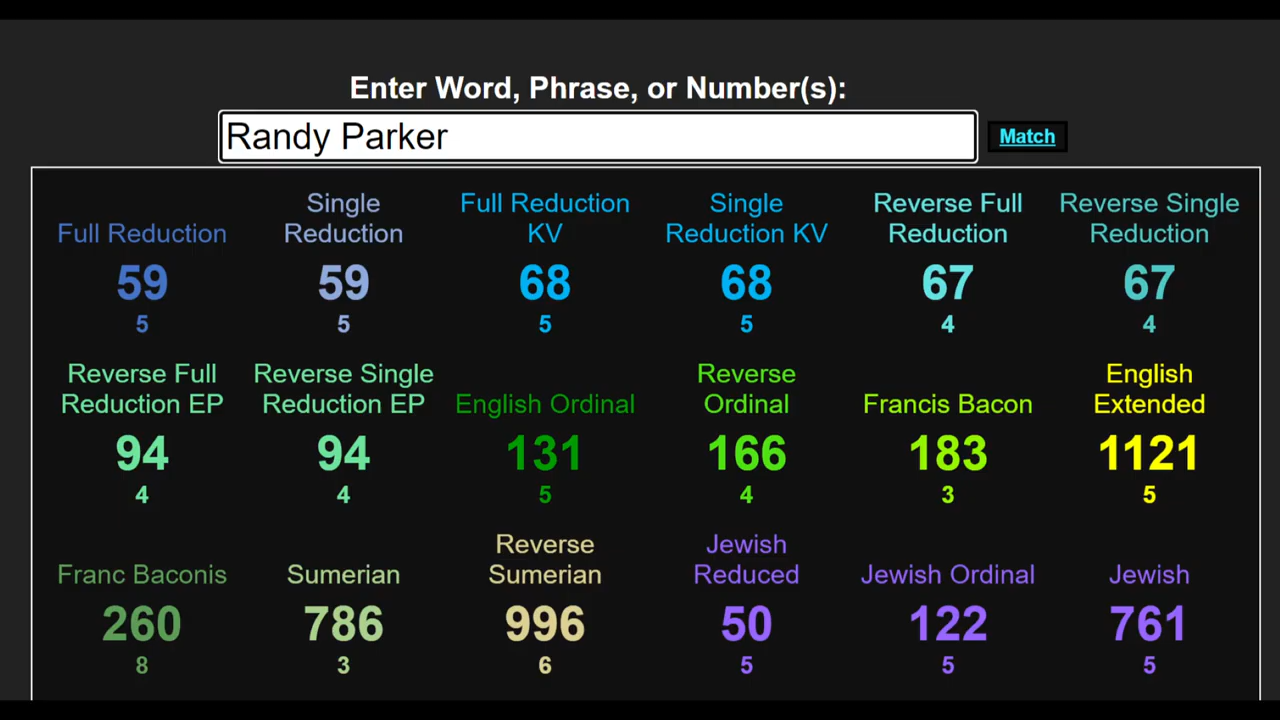 Enter Word, Phrase, or Number(s):
Randy Parker
Match
Full Reduction
59
5
Single
Reduction
59
5
Full Reduction
KV
68
5
Single
Reduction KV
68
5
Reverse Full
Reduction
67
4
Reverse Single
Reduction
67
4
Reverse Full
Reduction EP
94
4
Reverse Single
Reduction EP
94
4
English Ordinal
131
5
Reverse
Ordinal
166
4
Francis Bacon
183
3
English
Extended
1121
5
Franc Baconis
260
8
Sumerian
786
3
Reverse
Sumerian
996
6
Jewish
Reduced
50
5
Jewish Ordinal
122
5
Jewish
761
5